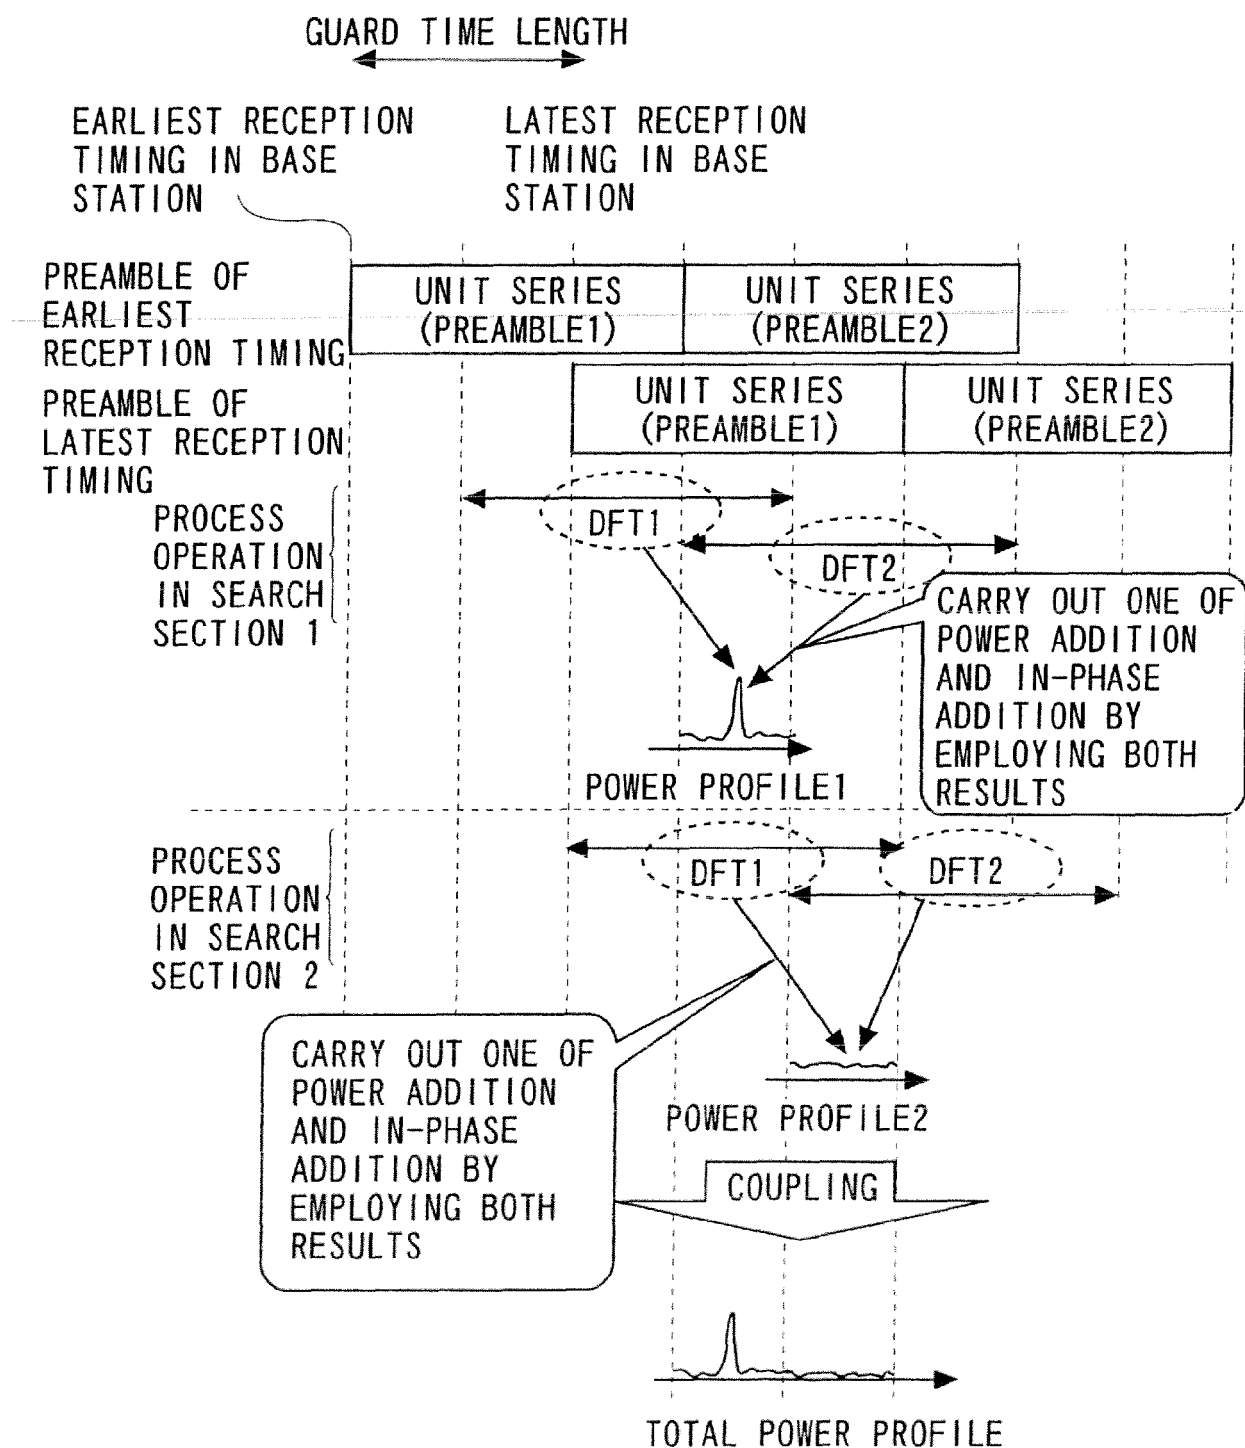 GUARD TIME LENGTH
EARLIEST RECEPTION
TIMING IN BASE
STATION
LATEST RECEPTION
TIMING IN BASE
STATION
PREAMBLE OF
EARLIEST
RECEPTION TIMING
UNIT SERIES
(PREAMBLE1)
UNIT SERIES
(PREAMBLE2)
PREAMBLE OF
LATEST RECEPTION
TIMING
UNIT SERIES
(PREAMBLE1)
UNIT SERIES
(PREAMBLE2)
PROCESS
OPERATION
IN SEARCH
SECTION 1
DFT1
DFT2
CARRY OUT ONE OF
POWER ADDITION
AND IN-PHASE
ADDITION BY
EMPLOYING BOTH
RESULTS
POWER PROFILE1
PROCESS
OPERATION
IN SEARCH
SECTION 2
DFT1
DFT2
CARRY OUT ONE OF
POWER ADDITION
AND IN-PHASE
ADDITION BY
EMPLOYING BOTH
RESULTS
POWER PROFILE2
COUPLING
TOTAL POWER PROFILE